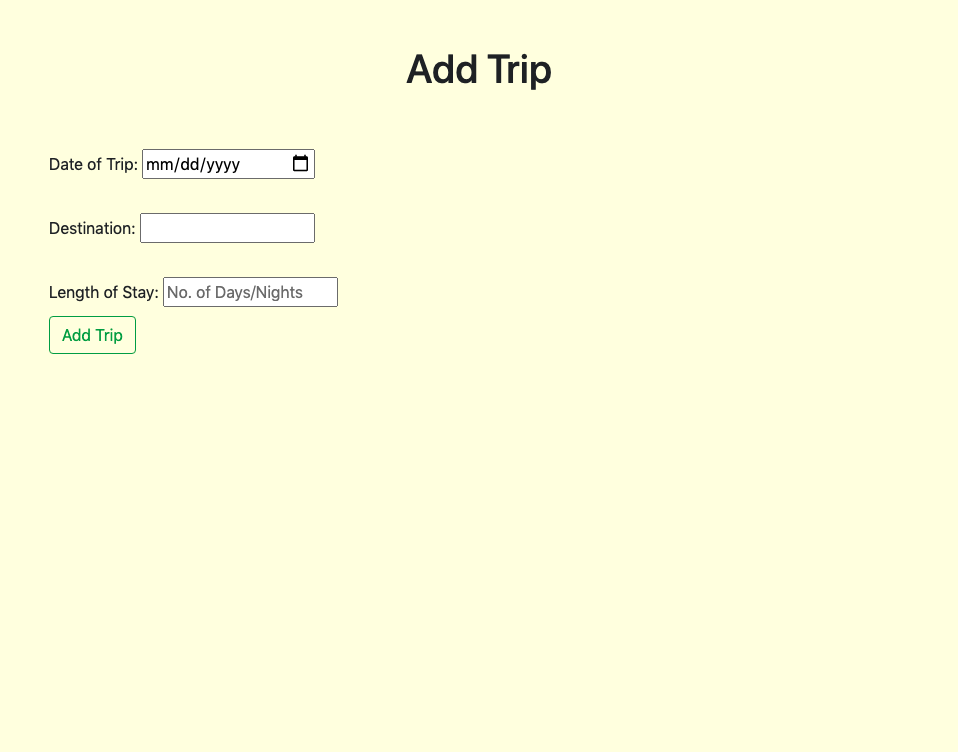 Add Trip
Date of Trip: mm/dd/yyyy
Destination:
Length of Stay: No. of Days/Nights
Add Trip